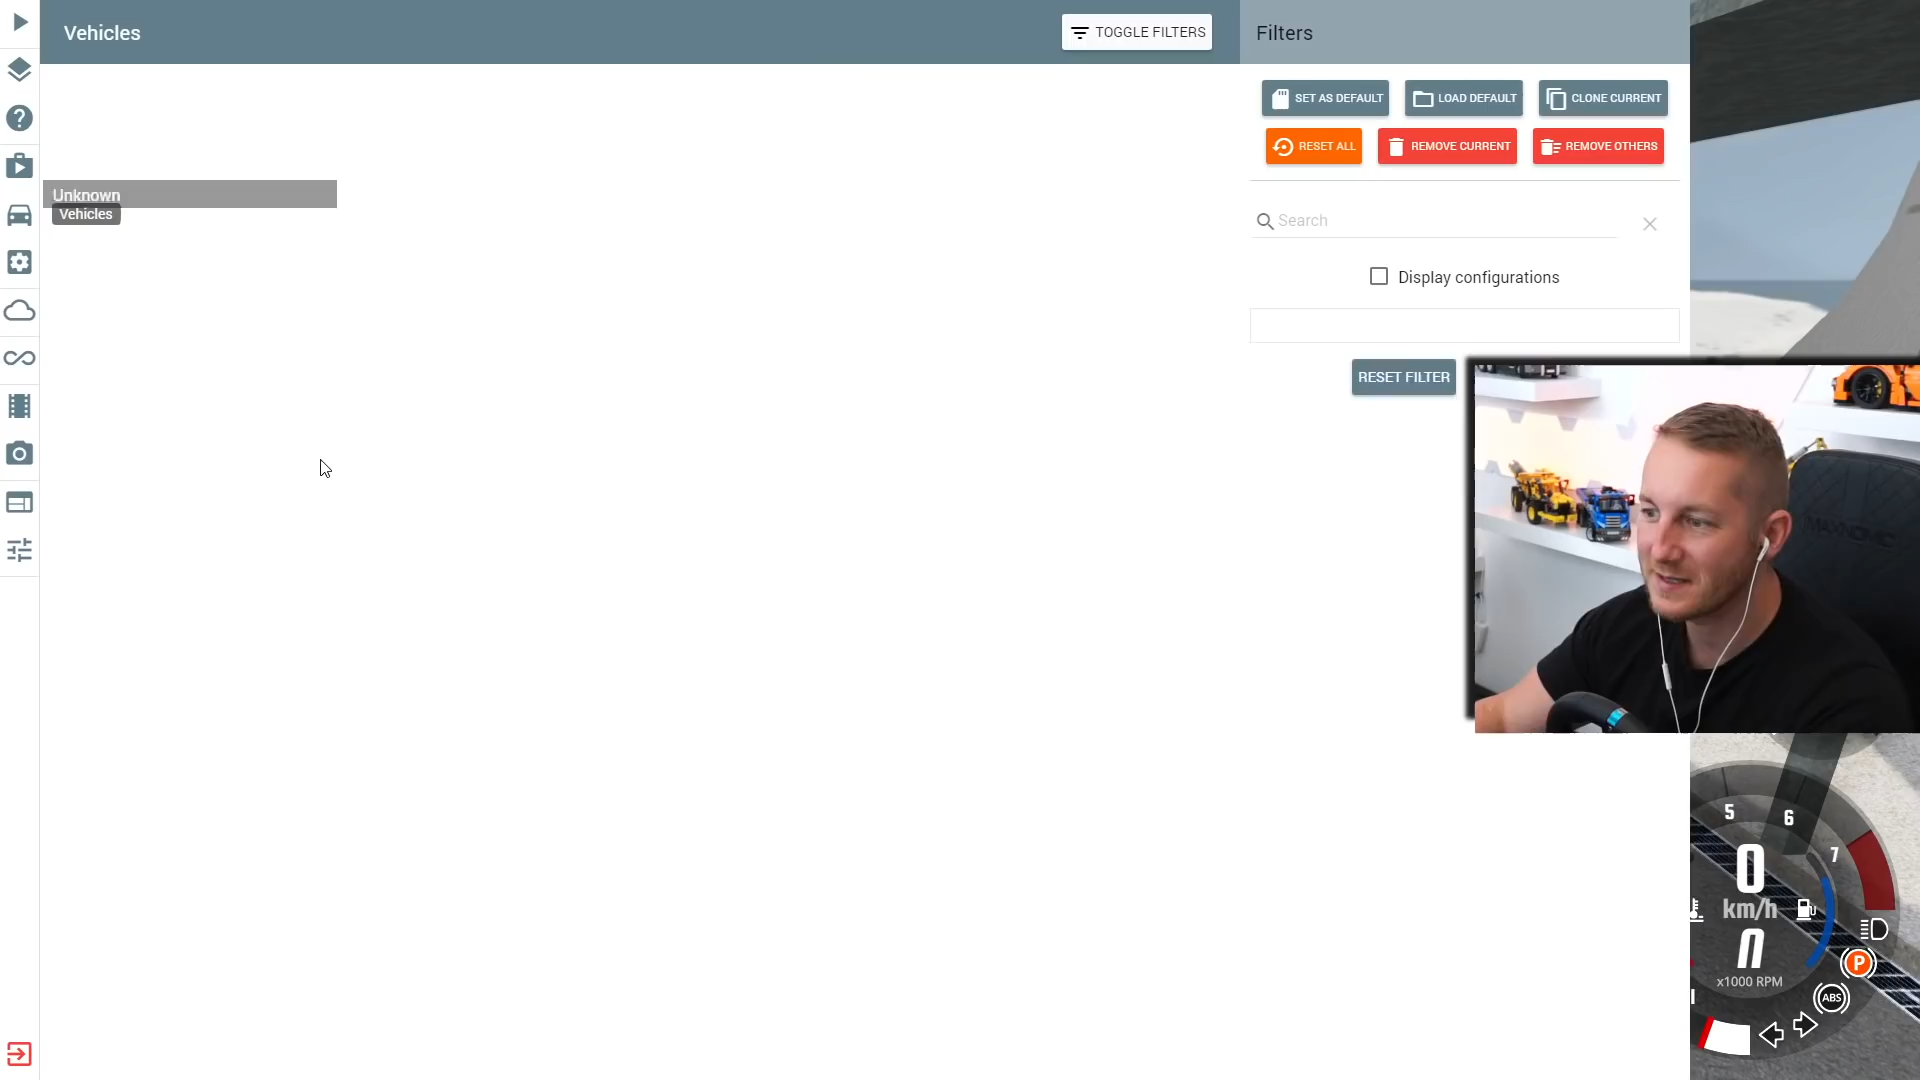 Vehicles
TOGGLE FILTERS
Filters
SET AS DEFAULT
LOAD DEFAULT
CLONE CURRENT
RESET ALL
REMOVE CURRENT
REMOVE OTHERS
Unknown
Vehicles
Search
Display configurations
RESET FILTER
MAXNOMIC
5
6
7
0
km/h
n
x1000 RPM
P
ABS